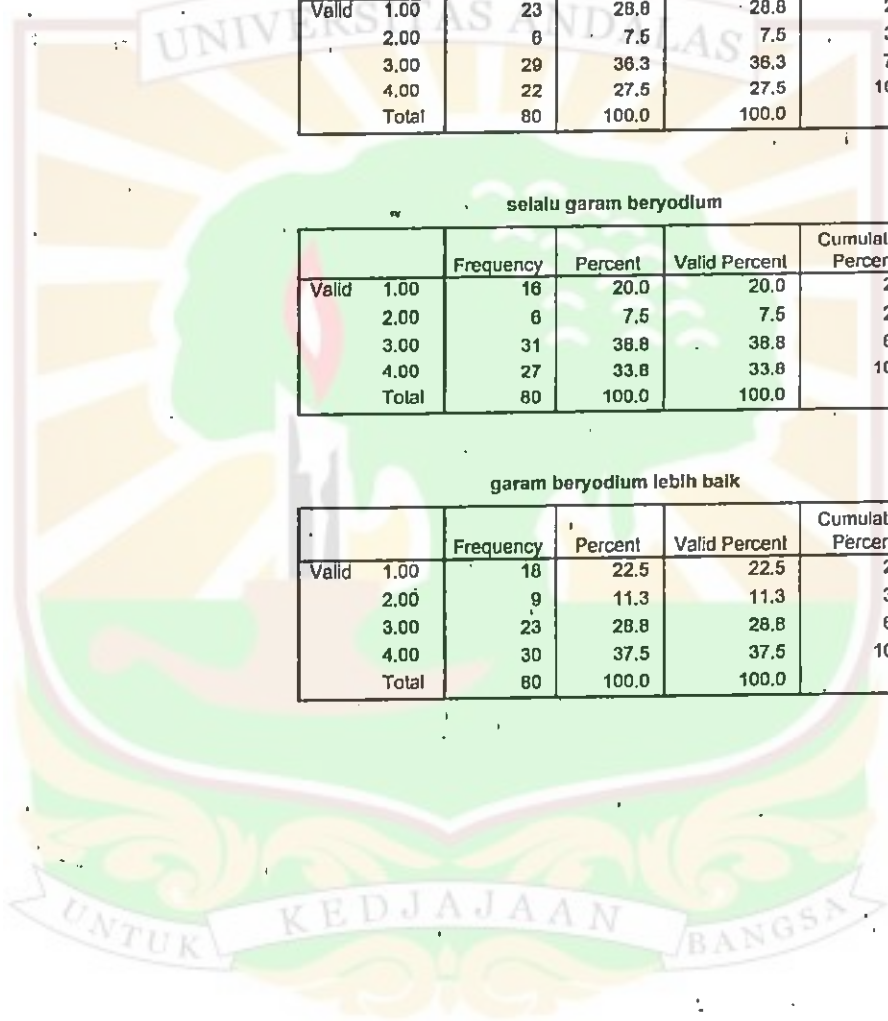 UNIVERSITAS ANDALAS
Valid 1.00 23 28.8 28.8
2.00 6 7.5 7.5
3.00 29 36.3 36.3
4.00 22 27.5 27.5
Total 80 100.0 100.0
selalu garam beryodium
Frequency Percent Valid Percent
Valid 1.00 16 20.0 20.0
2.00 6 7.5 7.5
3.00 31 38.8 38.8
4.00 27 33.8 33.8
Total 80 100.0 100.0
garam beryodium lebih baik
Frequency Percent Valid Percent
Valid 1.00 18 22.5 22.5
2.00 9 11.3 11.3
3.00 23 28.8 28.8
4.00 30 37.5 37.5
Total 80 100.0 100.0
UNTUK KEDJAJAAN BANGSA